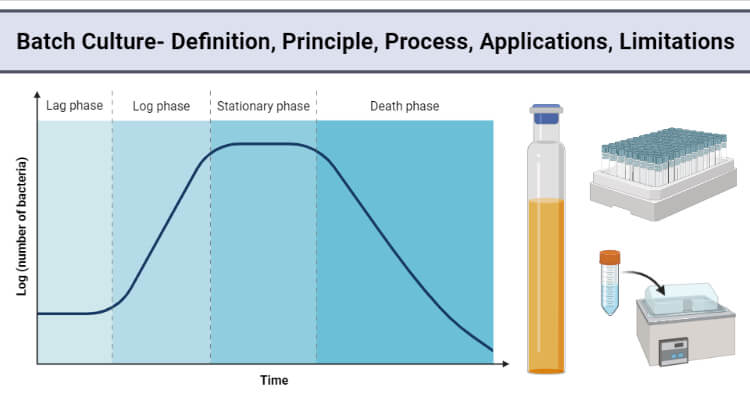 Batch Culture- Definition, Principle, Process, Applications, Limitations
Lag phase
Log phase
Stationary phase
Death phase
Log (number of bacteria)
Time